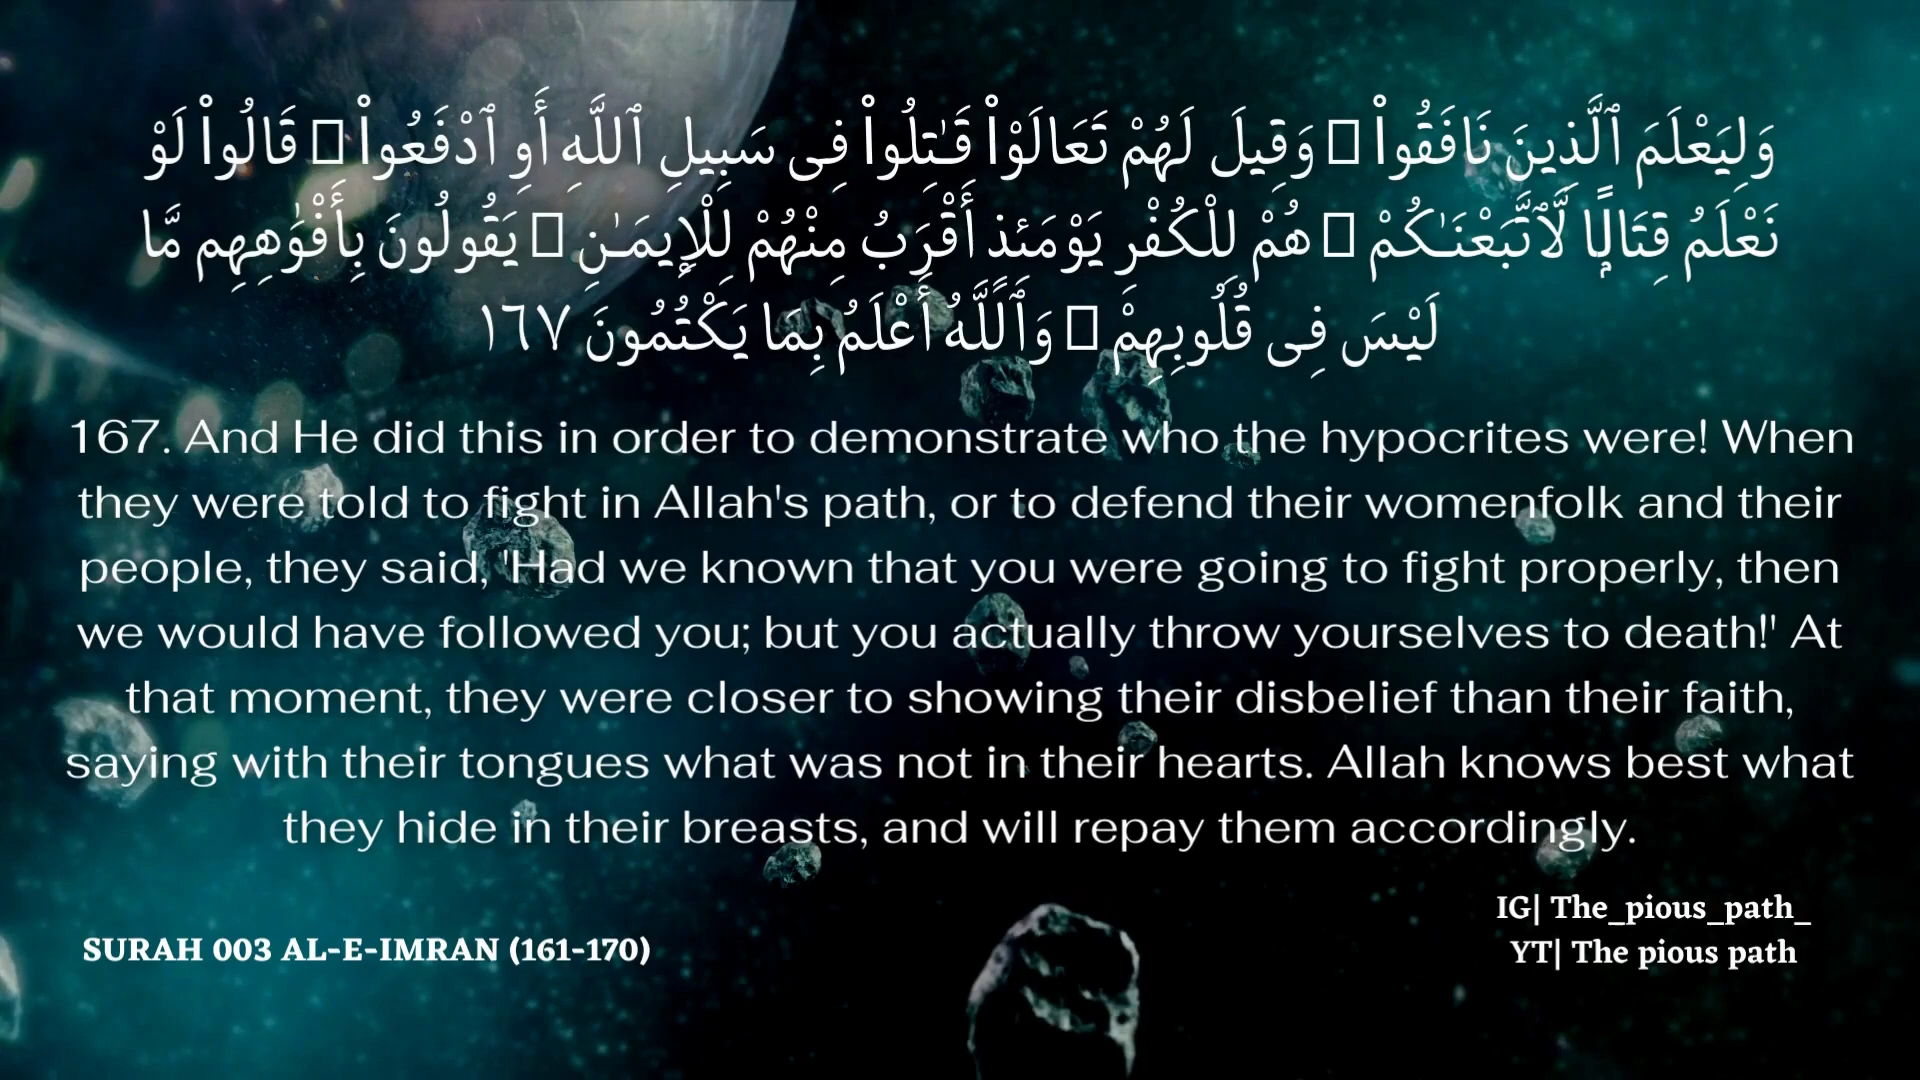 وَلِيَعْلَمَ ٱلَّذِينَ نَافَقُوا۟ ▯ وَقِيلَ لَهُمْ تَعَالَوْا۟ قَـٰتِلُوا۟ فِى سَبِيلِ ٱللَّهِ أَوِ ٱدْفَعُوا۟ ▯ قَالُوا۟ لَوْ
نَعْلَمُ قِتَالًۭا لَّٱتَّبَعْنَـٰكُمْ ▯ هُمْ لِلْكُفْرِ يَوْمَئِذٍ أَقْرَبُ مِنْهُمْ لِلْإِيمَـٰنِ ▯ يَقُولُونَ بِأَفْوَٰهِهِم مَّا
لَيْسَ فِى قُلُوبِهِمْ ▯ وَٱللَّهُ أَعْلَمُ بِمَا يَكْتُمُونَ ١٦٧
167. And He did this in order to demonstrate who the hypocrites were! When
they were told to fight in Allah's path, or to defend their womenfolk and their
people, they said, 'Had we known that you were going to fight properly, then
we would have followed you; but you actually throw yourselves to death!' At
that moment, they were closer to showing their disbelief than their faith,
saying with their tongues what was not in their hearts. Allah knows best what
they hide in their breasts, and will repay them accordingly.
SURAH 003 AL-E-IMRAN (161-170)
IG| The_pious_path_
YT| The pious path